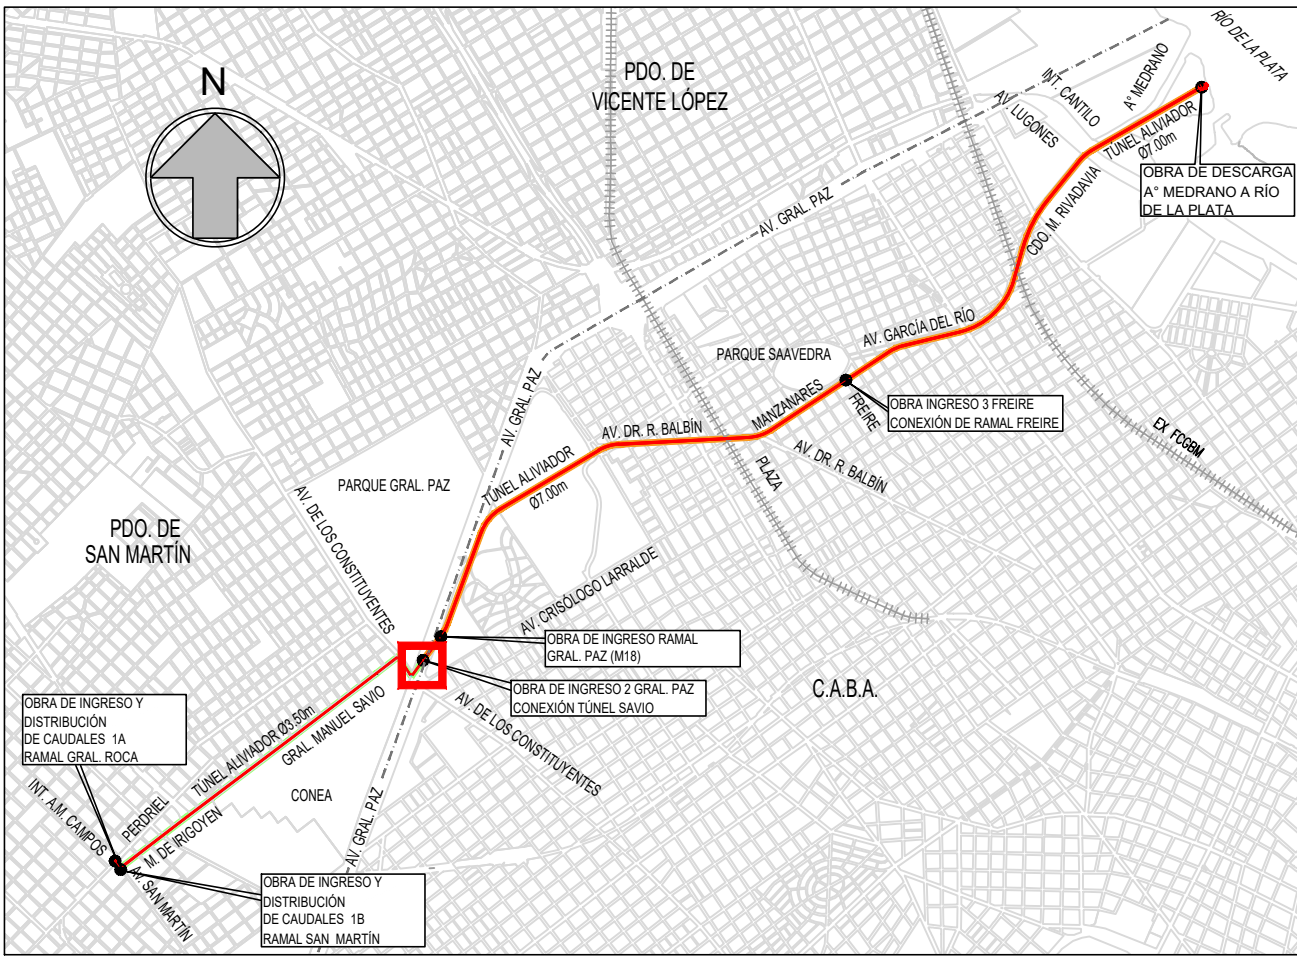 N
PDO. DE
VICENTE LÓPEZ
RÍO DE LA PLATA
INT. CANTILO
A° MEDRANO
AV. LUGONES
TÚNEL ALIVIADOR
Ø7.00m
OBRA DE DESCARGA
A° MEDRANO A RÍO
DE LA PLATA
AV. GRAL. PAZ
CDO. M. RIVADAVIA
AV. GARCÍA DEL RÍO
PARQUE SAAVEDRA
AV. GRAL. PAZ
MANZANARES
FREIRE
OBRA INGRESO 3 FREIRE
CONEXIÓN DE RAMAL FREIRE
AV. DR. R. BALBÍN
AV. DR. R. BALBÍN
EX FCGBM
PLAZA
TÚNEL ALIVIADOR
Ø7.00m
PARQUE GRAL. PAZ
AV. DE LOS CONSTITUYENTES
PDO. DE
SAN MARTÍN
AV. CRISÓLOGO LARRALDE
OBRA DE INGRESO RAMAL
GRAL. PAZ (M18)
OBRA DE INGRESO 2 GRAL. PAZ
CONEXIÓN TÚNEL SAVIO
C.A.B.A.
AV. DE LOS CONSTITUYENTES
OBRA DE INGRESO Y
DISTRIBUCIÓN
DE CAUDALES 1A
RAMAL GRAL. ROCA
TÚNEL ALIVIADOR Ø3.50m
GRAL. MANUEL SAVIO
CONEA
AV. GRAL. PAZ
INT. A.M. CAMPOS
PERDRIEL
M. DE IRIGOYEN
AV. SAN MARTÍN
OBRA DE INGRESO Y
DISTRIBUCIÓN
DE CAUDALES 1B
RAMAL SAN MARTÍN